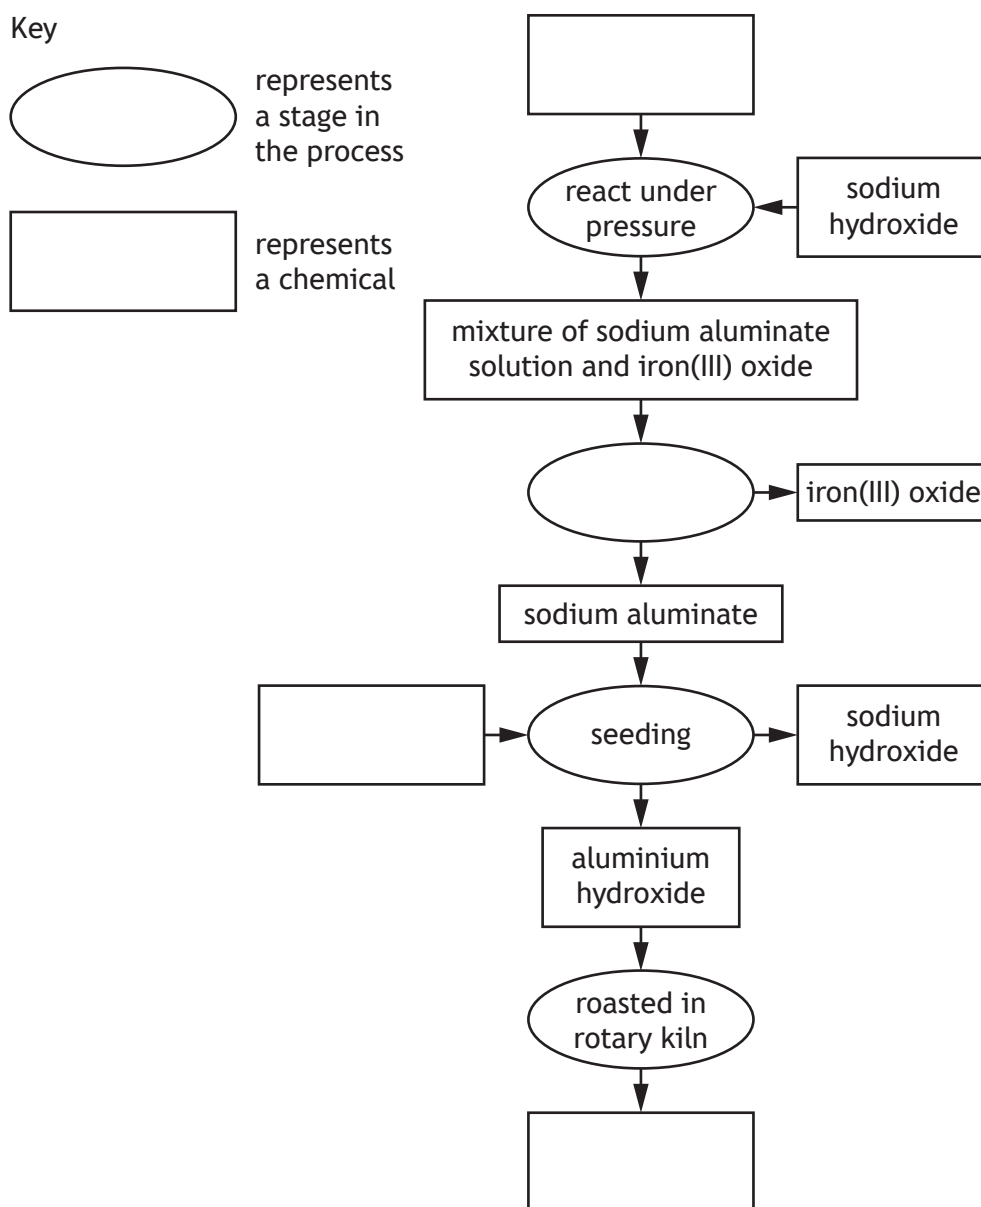 Key
represents
a stage in
the process
represents
a chemical
react under
pressure
sodium
hydroxide
mixture of sodium aluminate
solution and iron(III) oxide
iron(III) oxide
sodium aluminate
seeding
sodium
hydroxide
aluminium
hydroxide
roasted in
rotary kiln